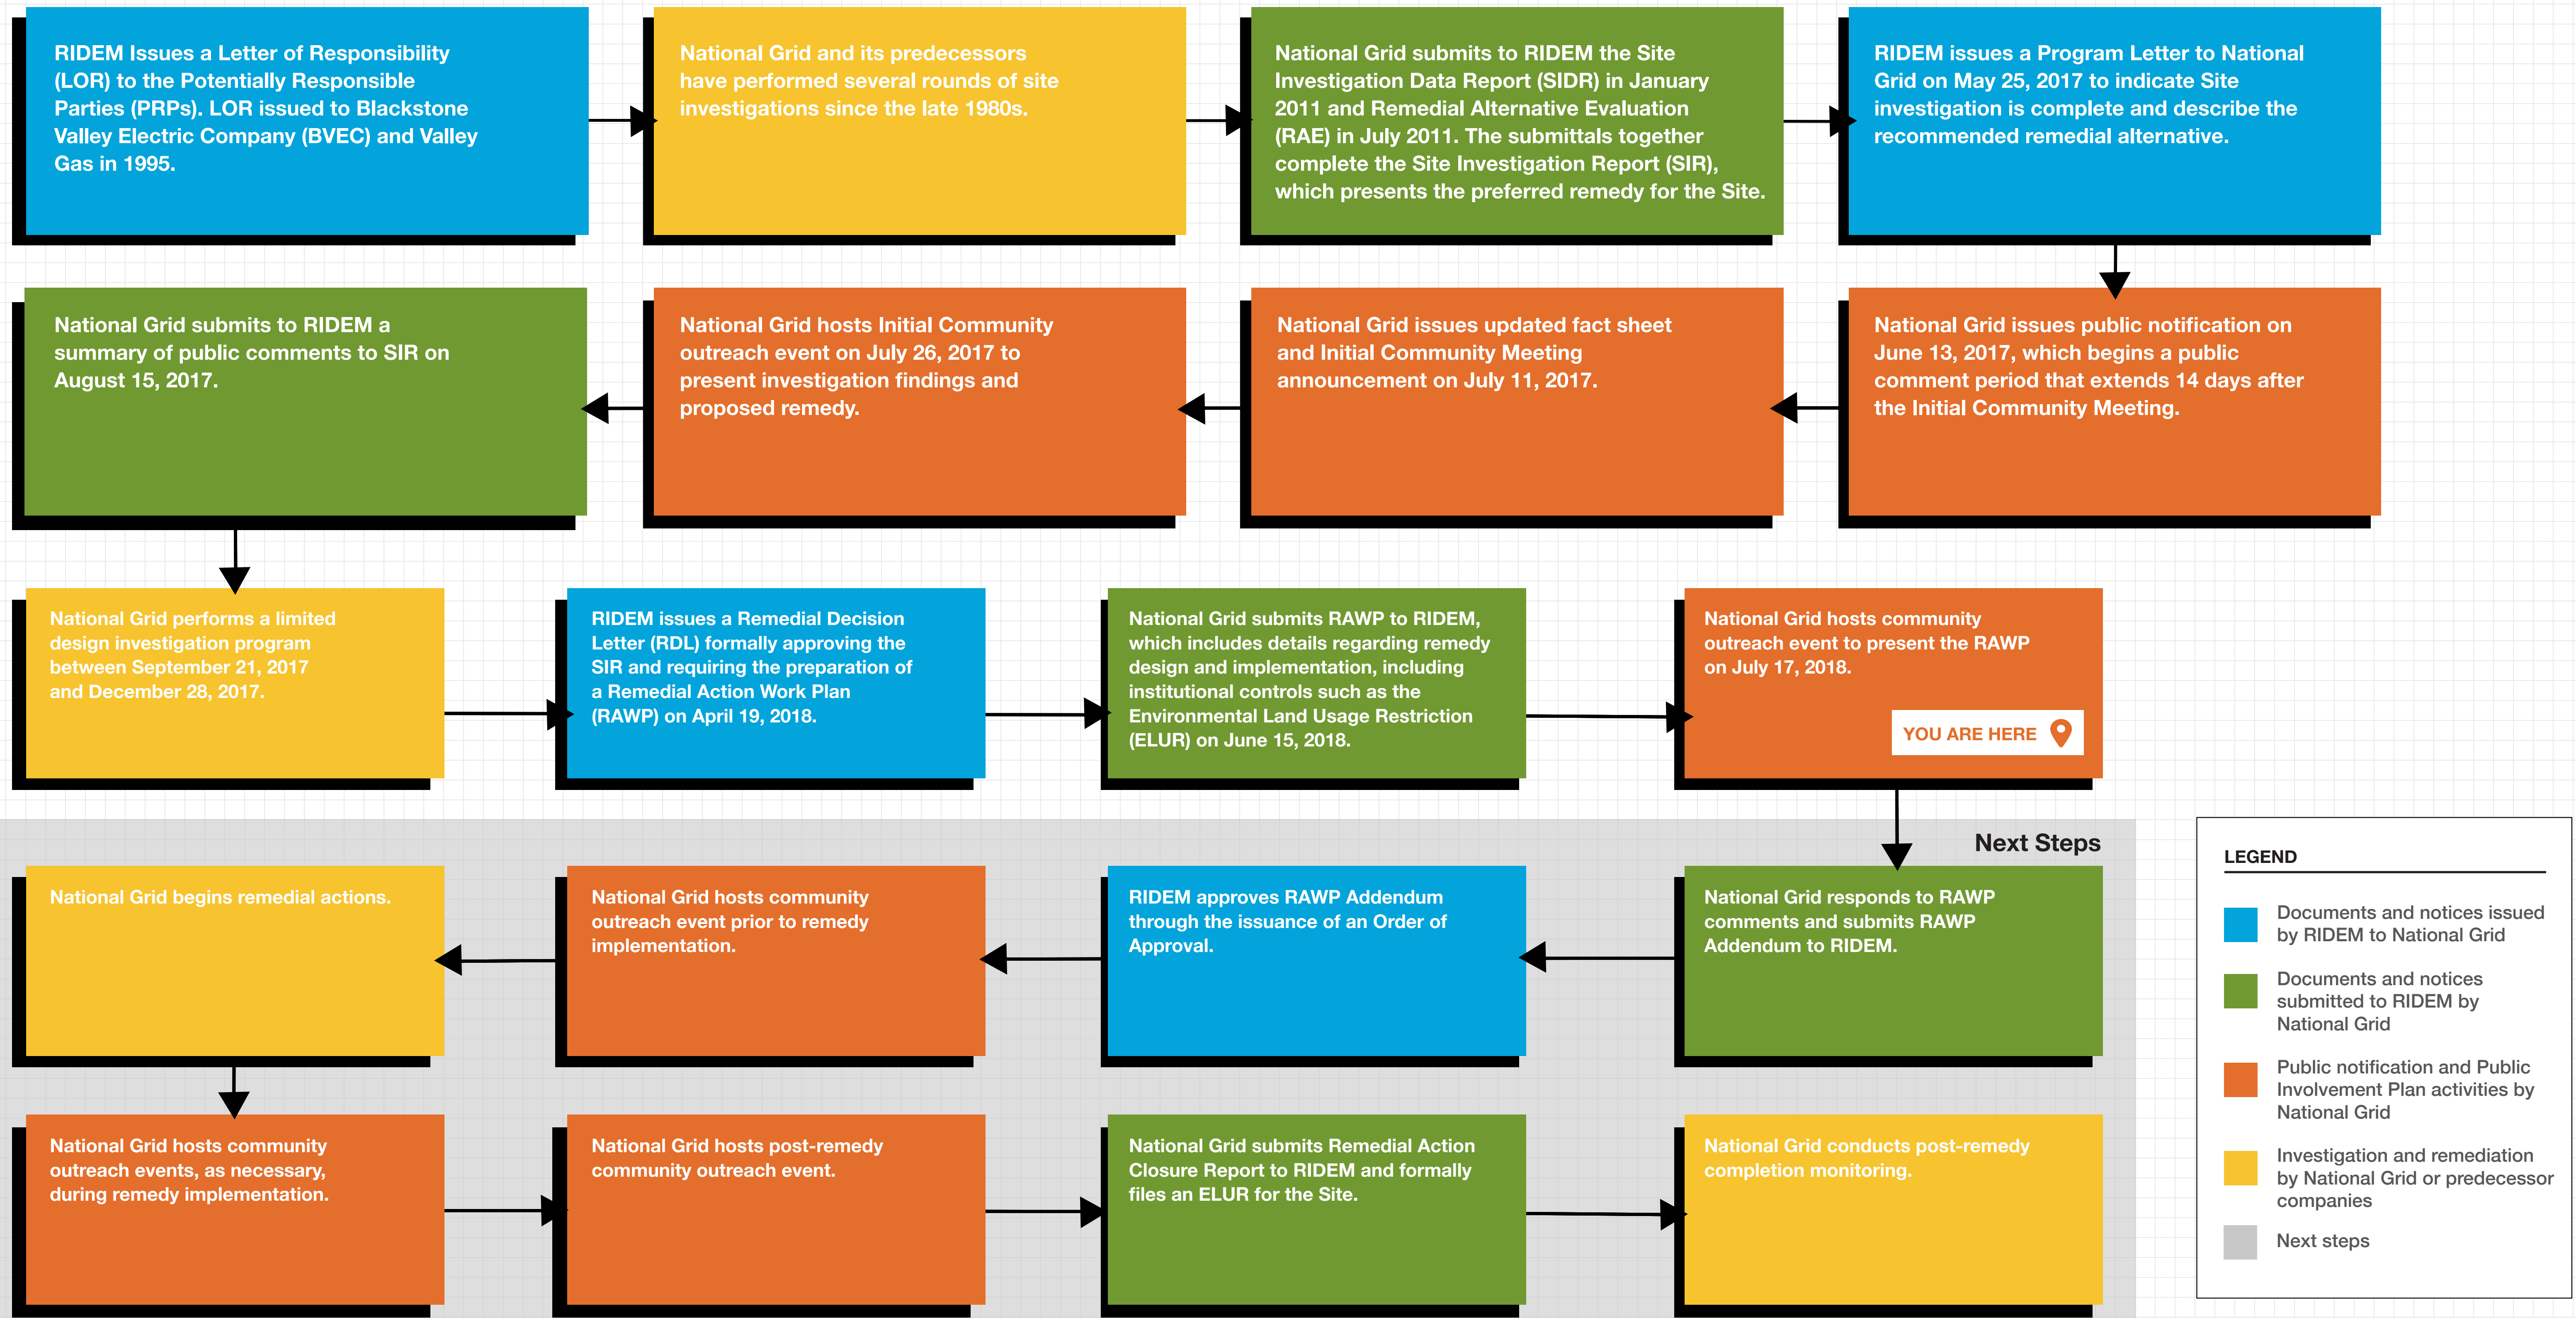 RIDEM Issues a Letter of Responsibility
(LOR) to the Potentially Responsible
Parties (PRPs). LOR issued to Blackstone
Valley Electric Company (BVEC) and Valley
Gas in 1995.
National Grid and its predecessors
have performed several rounds of site
investigations since the late 1980s.
National Grid submits to RIDEM the Site
Investigation Data Report (SIDR) in January
2011 and Remedial Alternative Evaluation
(RAE) in July 2011. The submittals together
complete the Site Investigation Report (SIR),
which presents the preferred remedy for the Site.
RIDEM issues a Program Letter to National
Grid on May 25, 2017 to indicate Site
investigation is complete and describe the
recommended remedial alternative.
National Grid issues public notification on
June 13, 2017, which begins a public
comment period that extends 14 days after
the Initial Community Meeting.
National Grid issues updated fact sheet
and Initial Community Meeting
announcement on July 11, 2017.
National Grid hosts Initial Community
outreach event on July 26, 2017 to
present investigation findings and
proposed remedy.
National Grid submits to RIDEM a
summary of public comments to SIR on
August 15, 2017.
National Grid performs a limited
design investigation program
between September 21, 2017
and December 28, 2017.
RIDEM issues a Remedial Decision
Letter (RDL) formally approving the
SIR and requiring the preparation of
a Remedial Action Work Plan
(RAWP) on April 19, 2018.
National Grid submits RAWP to RIDEM,
which includes details regarding remedy
design and implementation, including
institutional controls such as the
Environmental Land Usage Restriction
(ELUR) on June 15, 2018.
National Grid hosts community
outreach event to present the RAWP
on July 17, 2018.
YOU ARE HERE
Next Steps
National Grid responds to RAWP
comments and submits RAWP
Addendum to RIDEM.
RIDEM approves RAWP Addendum
through the issuance of an Order of
Approval.
National Grid hosts community
outreach event prior to remedy
implementation.
National Grid begins remedial actions.
National Grid hosts community
outreach events, as necessary,
during remedy implementation.
National Grid hosts post-remedy
community outreach event.
National Grid submits Remedial Action
Closure Report to RIDEM and formally
files an ELUR for the Site.
National Grid conducts post-remedy
completion monitoring.
LEGEND
Documents and notices issued
by RIDEM to National Grid
Documents and notices
submitted to RIDEM by
National Grid
Public notification and Public
Involvement Plan activities by
National Grid
Investigation and remediation
by National Grid or predecessor
companies
Next steps